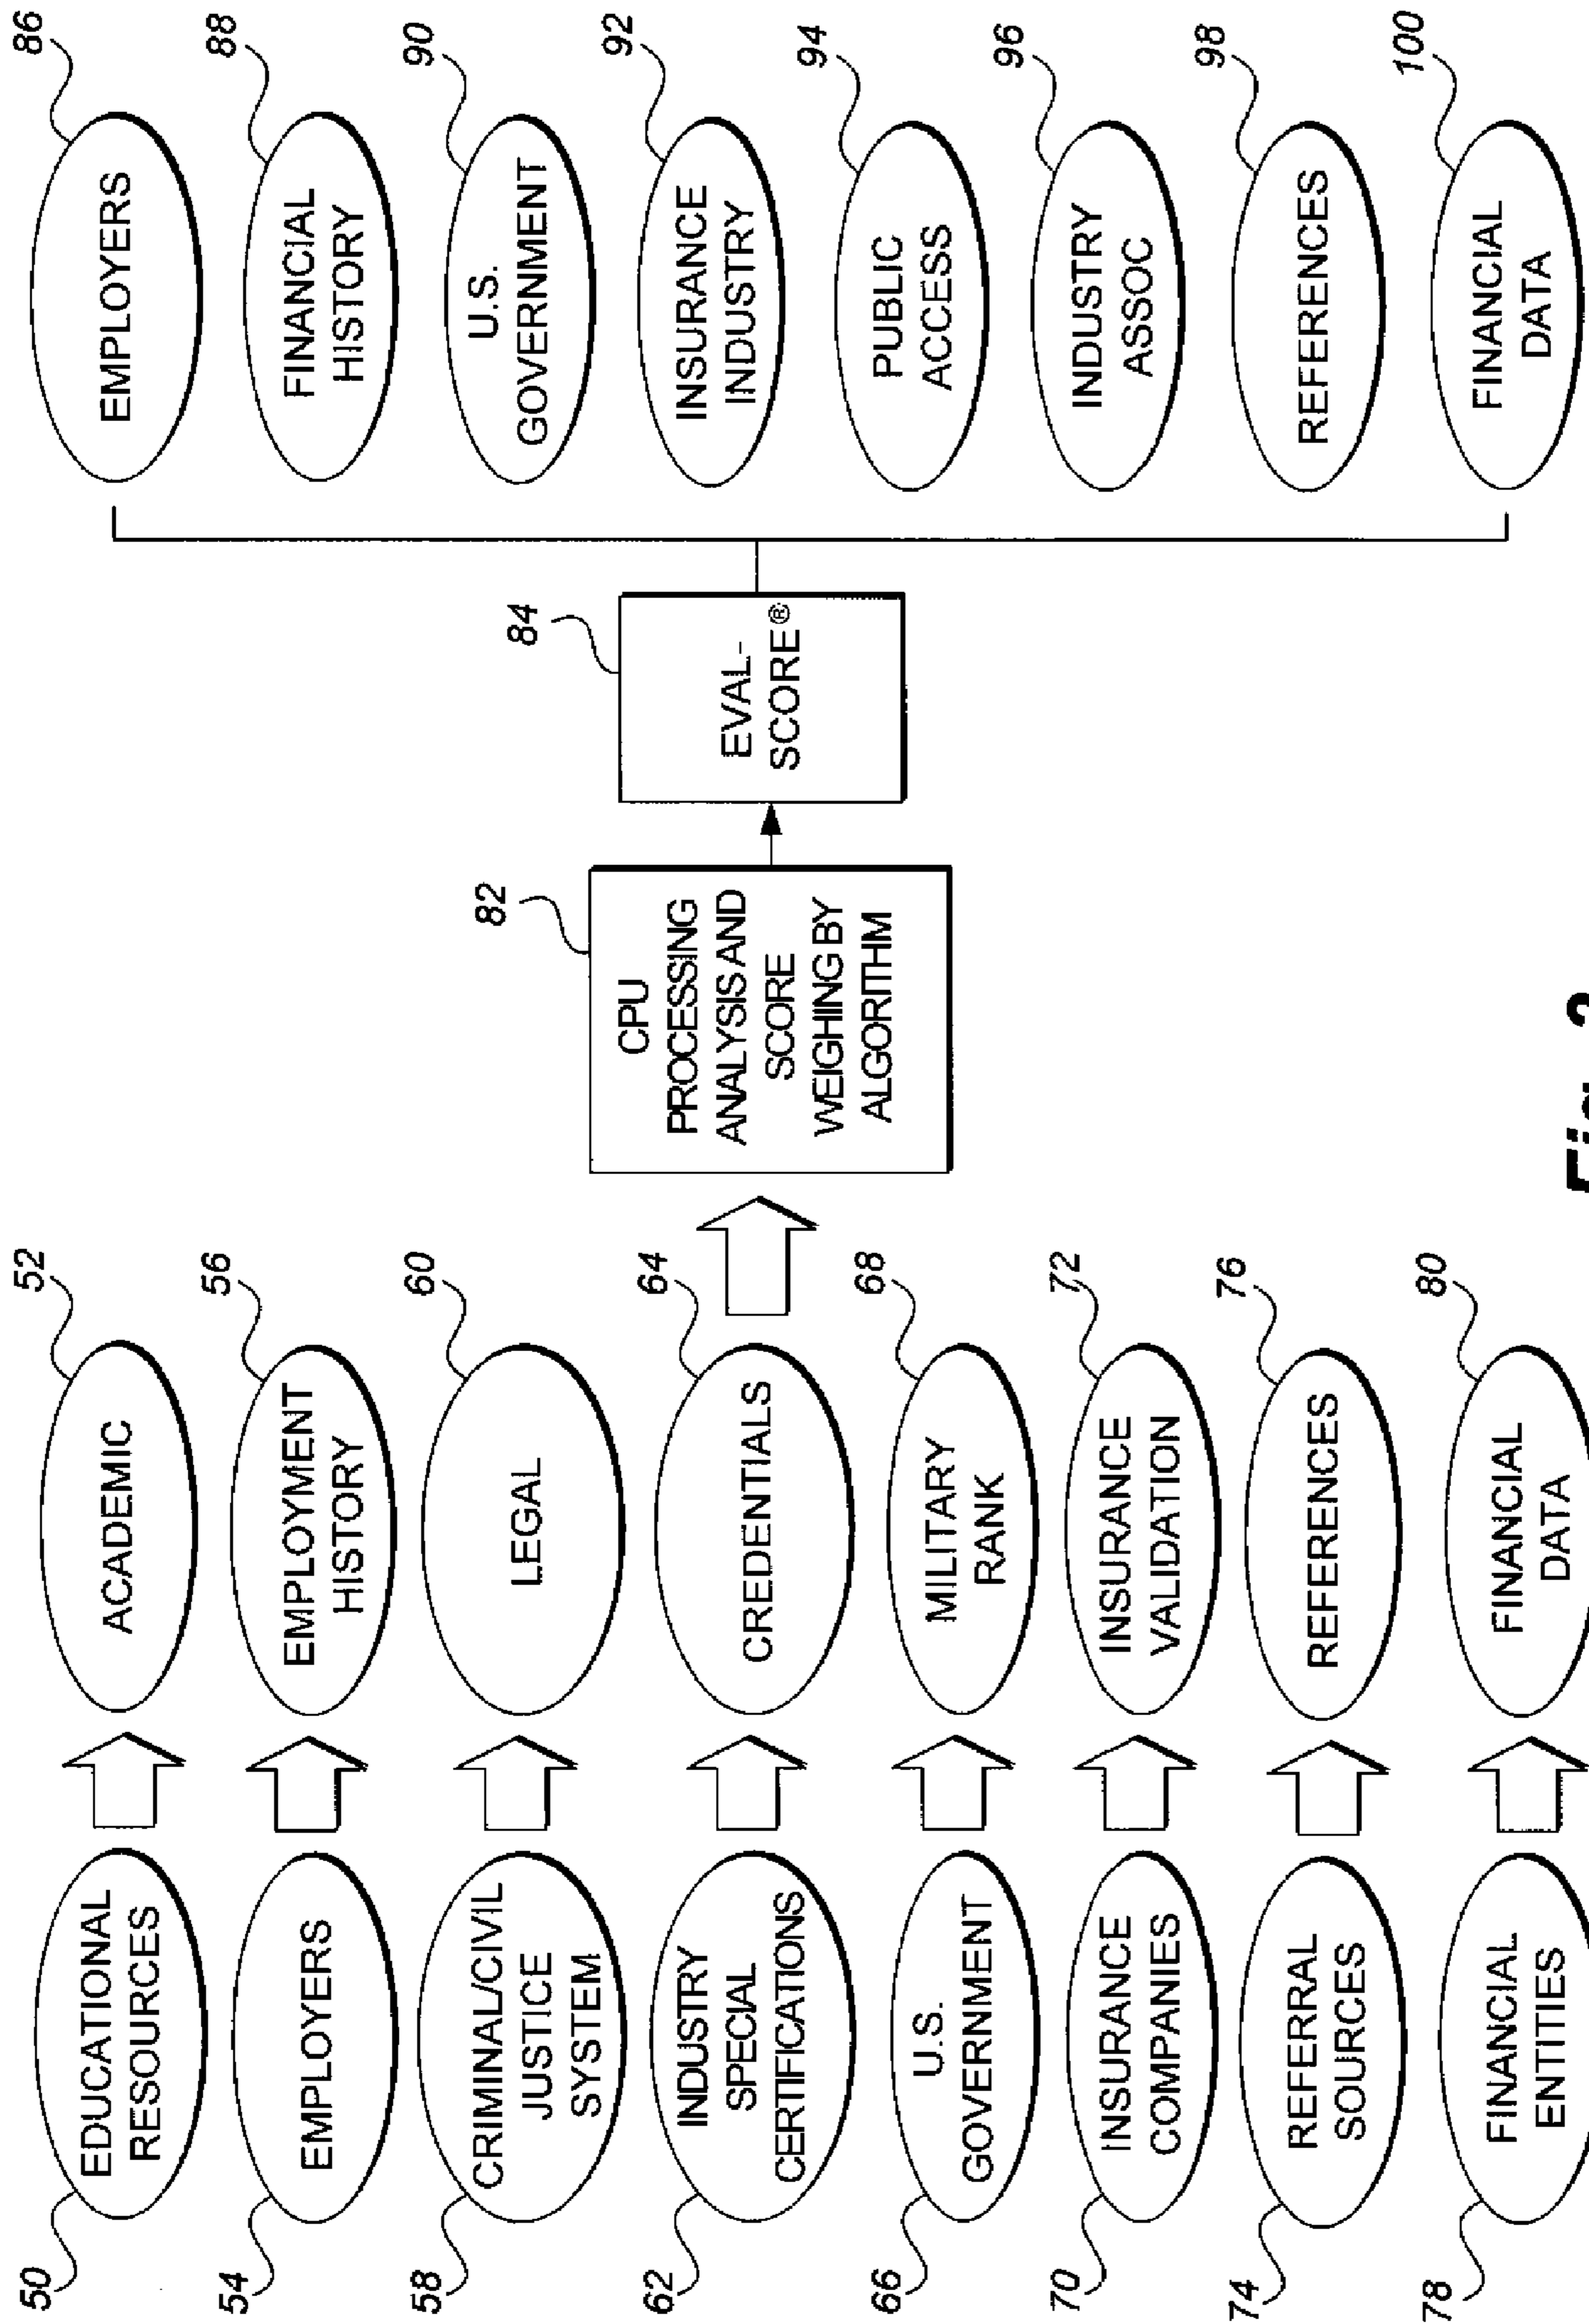 50
EDUCATIONAL
RESOURCES
52
ACADEMIC
54
EMPLOYERS
56
EMPLOYMENT
HISTORY
58
CRIMINAL/CIVIL
JUSTICE
SYSTEM
60
LEGAL
62
INDUSTRY
SPECIAL
CERTIFICATIONS
64
CREDENTIALS
66
U.S.
GOVERNMENT
68
MILITARY
RANK
70
INSURANCE
COMPANIES
72
INSURANCE
VALIDATION
74
REFERRAL
SOURCES
76
REFERENCES
78
FINANCIAL
ENTITIES
80
FINANCIAL
DATA
82
CPU
PROCESSING
ANALYSIS AND
SCORE
WEIGHING BY
ALGORITHM
84
EVAL-
SCORE®
86
EMPLOYERS
88
FINANCIAL
HISTORY
90
U.S.
GOVERNMENT
92
INSURANCE
INDUSTRY
94
PUBLIC
ACCESS
96
INDUSTRY
ASSOC
98
REFERENCES
100
FINANCIAL
DATA
Fig.